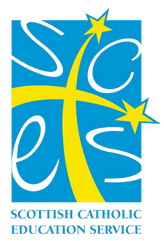 s c
e s
SCOTTISH CATHOLIC
EDUCATION SERVICE